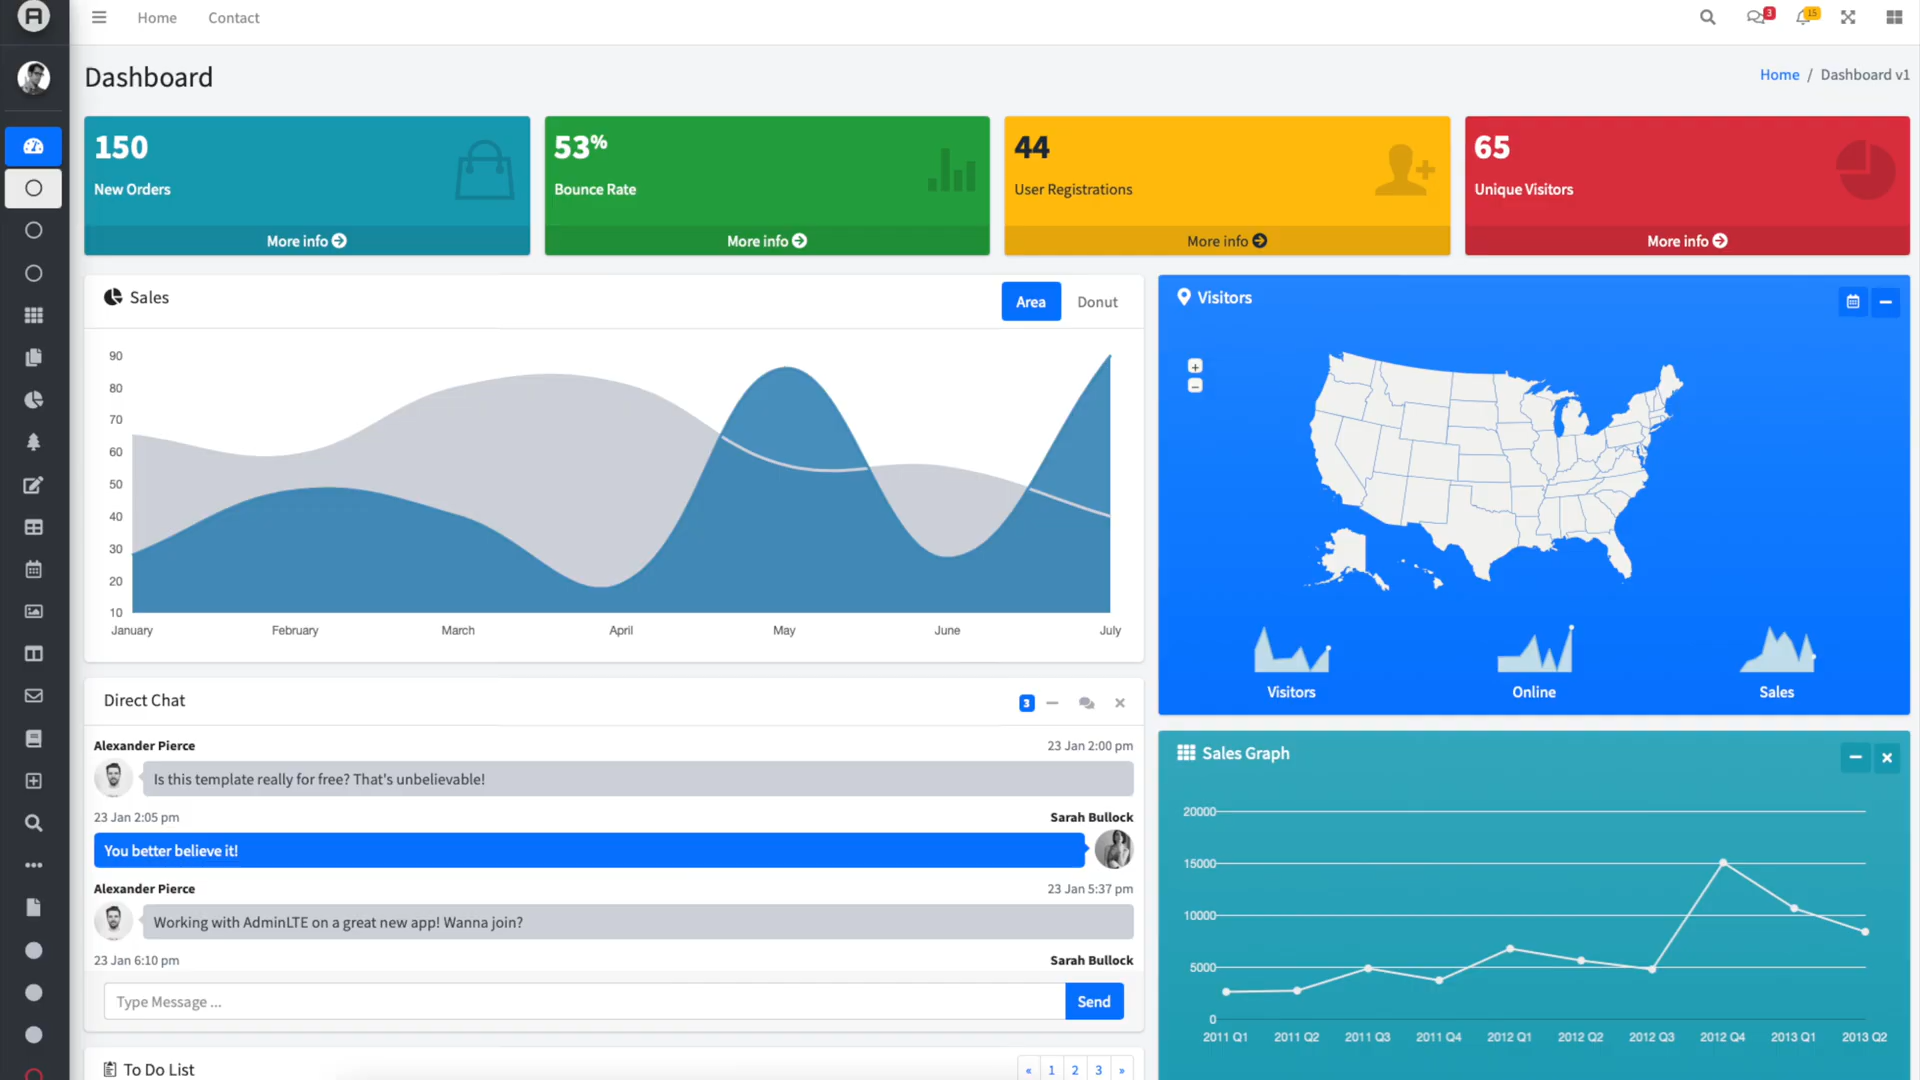 A
Home Contact
3 15
Dashboard
Home / Dashboard v1
150
New Orders
More info
53%
Bounce Rate
More info
44
User Registrations
More info
65
Unique Visitors
More info
Sales
Area Donut
90
80
70
60
50
40
30
20
10
January February March April May June July
Visitors
+
−
Visitors Online Sales
Direct Chat
3
Alexander Pierce 23 Jan 2:00 pm
Is this template really for free? That's unbelievable!
23 Jan 2:05 pm Sarah Bullock
You better believe it!
Alexander Pierce 23 Jan 5:37 pm
Working with AdminLTE on a great new app! Wanna join?
23 Jan 6:10 pm Sarah Bullock
Type Message ... Send
To Do List
« 1 2 3 »
Sales Graph
20000
15000
10000
5000
0
2011 Q1 2011 Q2 2011 Q3 2011 Q4 2012 Q1 2012 Q2 2012 Q3 2012 Q4 2013 Q1 2013 Q2